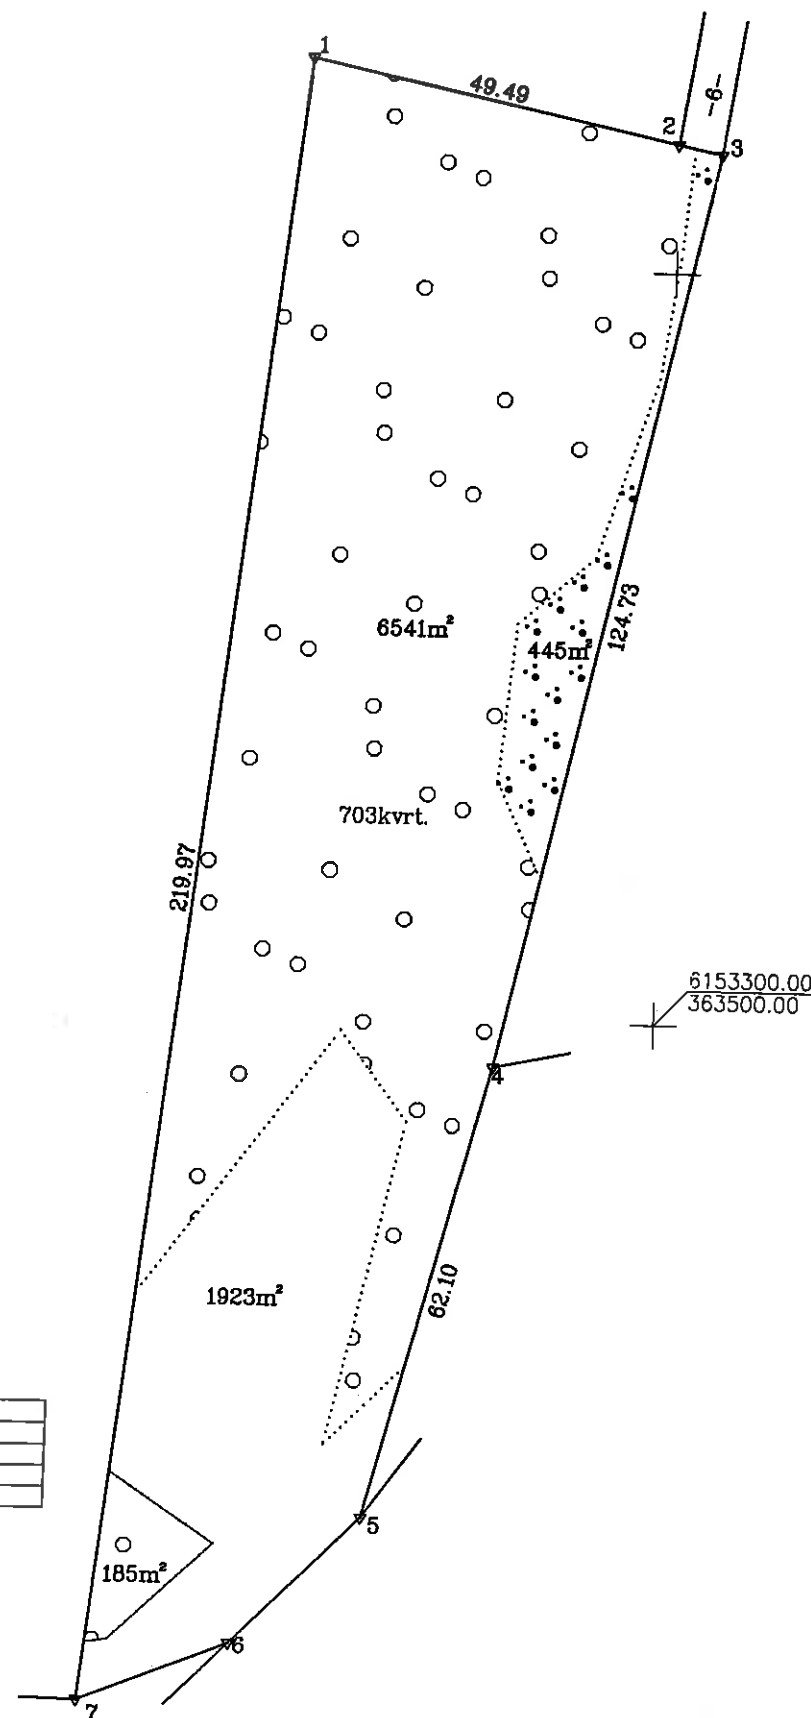 1
49.49
-6-
2
3
124.73
6541m²
445m²
703kvrt.
219.97
6153300.00
363500.00
4
62.10
1923m²
5
185m²
6
7